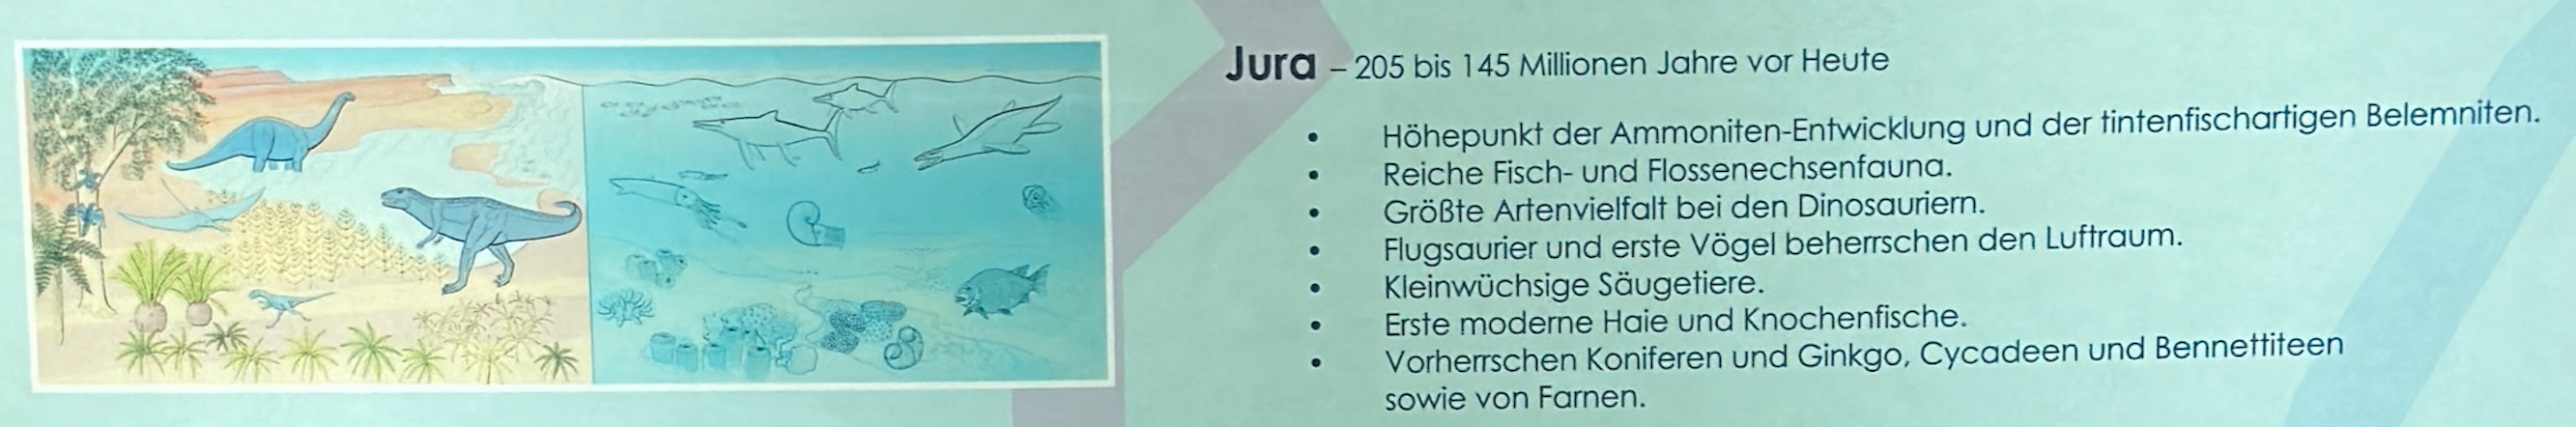 Jura – 205 bis 145 Millionen Jahre vor Heute
• Höhepunkt der Ammoniten-Entwicklung und der tintenfischartigen Belemniten.
• Reiche Fisch- und Flossenechsenfauna.
• Größte Artenvielfalt bei den Dinosauriern.
• Flugsaurier und erste Vögel beherrschen den Luftraum.
• Kleinwüchsige Säugetiere.
• Erste moderne Haie und Knochenfische.
• Vorherrschen Koniferen und Ginkgo, Cycadeen und Bennettiteen
sowie von Farnen.